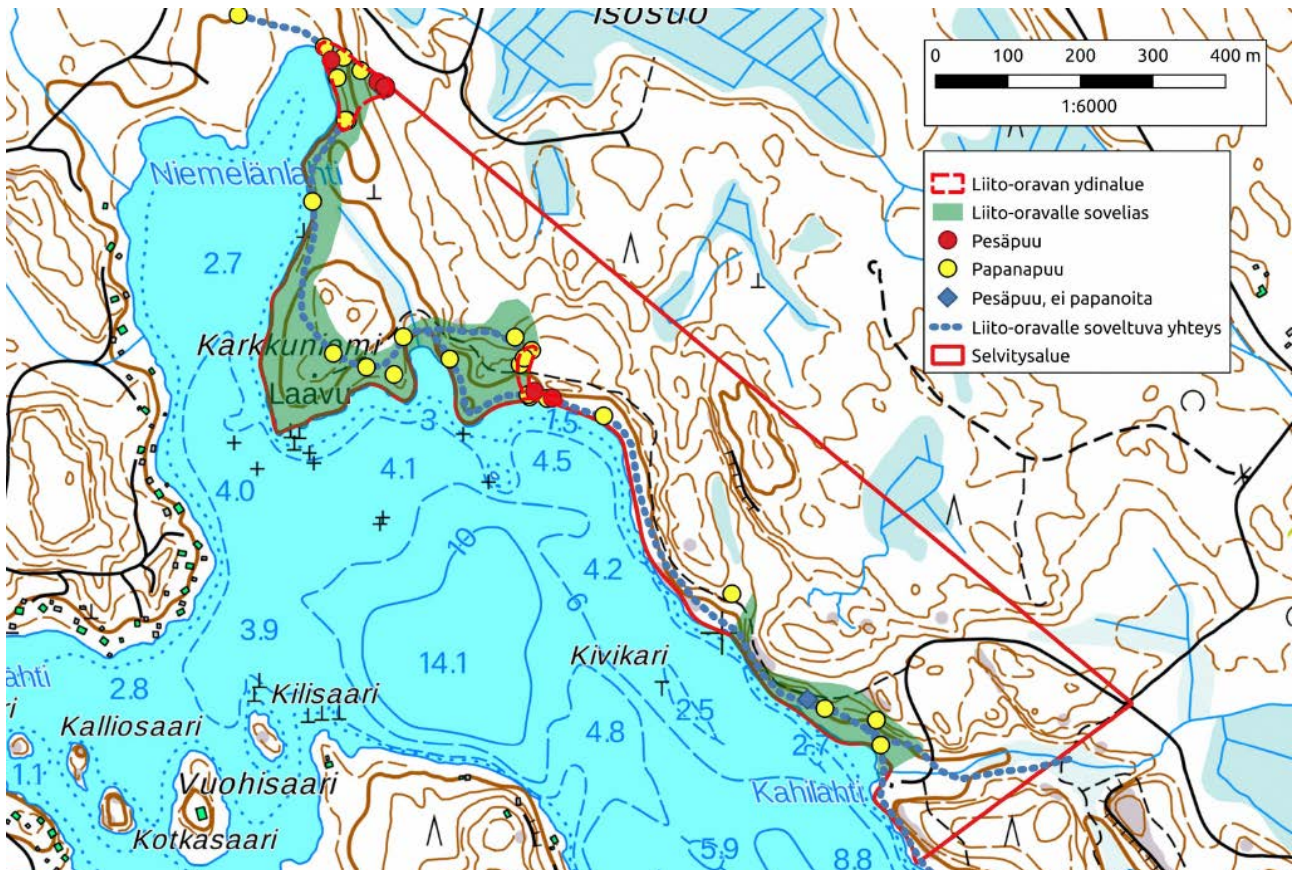 Isosuo
0 100 200 300 400 m
1:6000
Liito-oravan ydinalue
Liito-oravalle sovelias
Pesäpuu
Papanapuu
Pesäpuu, ei papanoita
Liito-oravalle soveltuva yhteys
Selvitysalue
Niemelänlahti
2.7
Karkkuniemi
Laavu
3
1.5
4.0
4.1
4.5
10
4.2
6
3.9
14.1
Kivikari
2.8
Kilisaari
Kalliosaari
2.5
4.8
2.7
1.1
Vuohisaari
Kahilahti
Kotkasaari
5.9
8.8